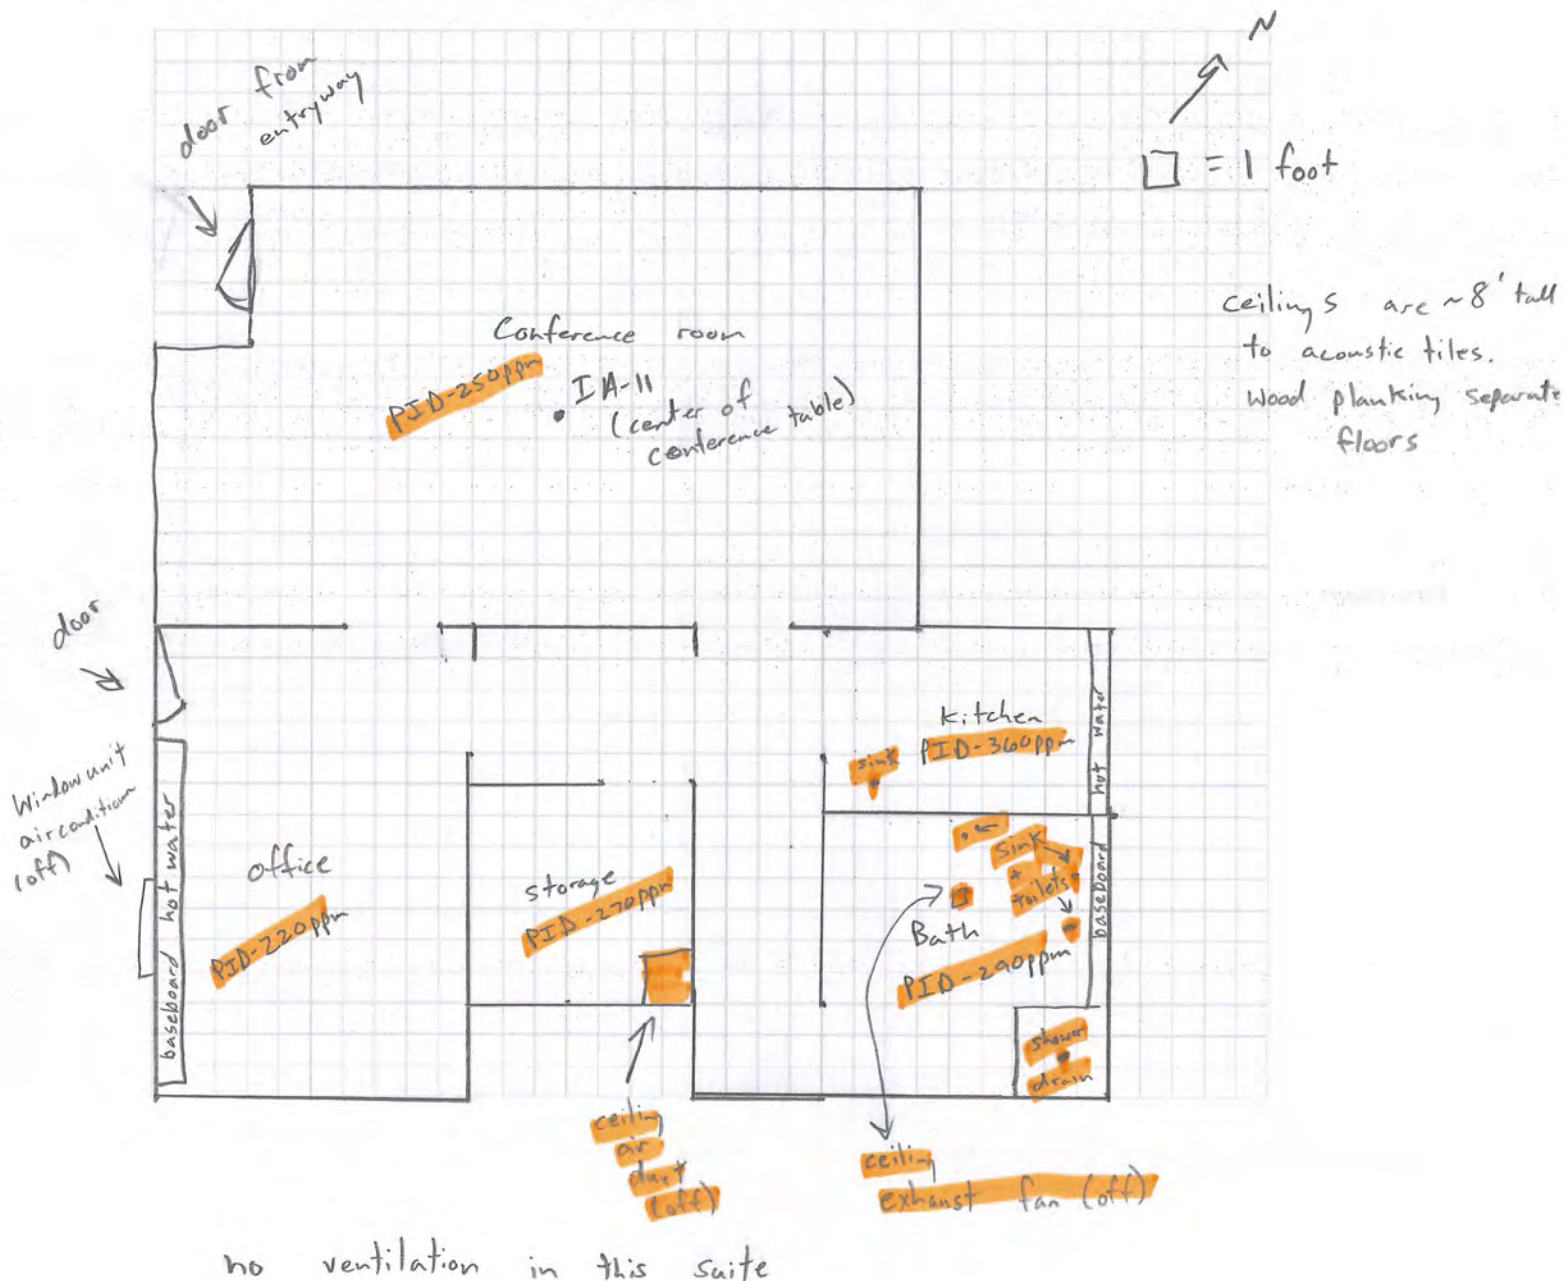 N
□ = 1 foot
door from
entryway
ceilings are ~8' tall
to acoustic tiles.
Wood planking separate
floors
Conference room
PID-250ppm
• IA-11
(center of
conference table)
door
Window unit
air condition
(off)
baseboard hot water
office
PID-220ppm
storage
PID-270ppm
Kitchen
PID-360ppm
sink
baseboard hot water
sink
+
toilets
Bath
PID-290ppm
shower
drain
ceiling
air
duct
(off)
ceiling
exhaust fan (off)
no ventilation in this suite